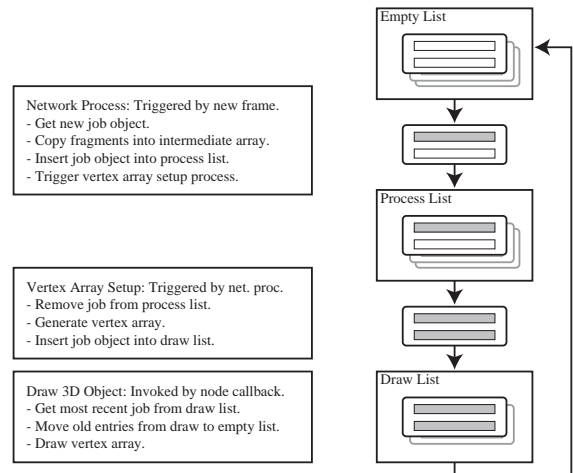 Empty List
Network Process: Triggered by new frame.
- Get new job object.
- Copy fragments into intermediate array.
- Insert job object into process list.
- Trigger vertex array setup process.
Process List
Vertex Array Setup: Triggered by net. proc.
- Remove job from process list.
- Generate vertex array.
- Insert job object into draw list.
Draw 3D Object: Invoked by node callback.
- Get most recent job from draw list.
- Move old entries from draw to empty list.
- Draw vertex array.
Draw List